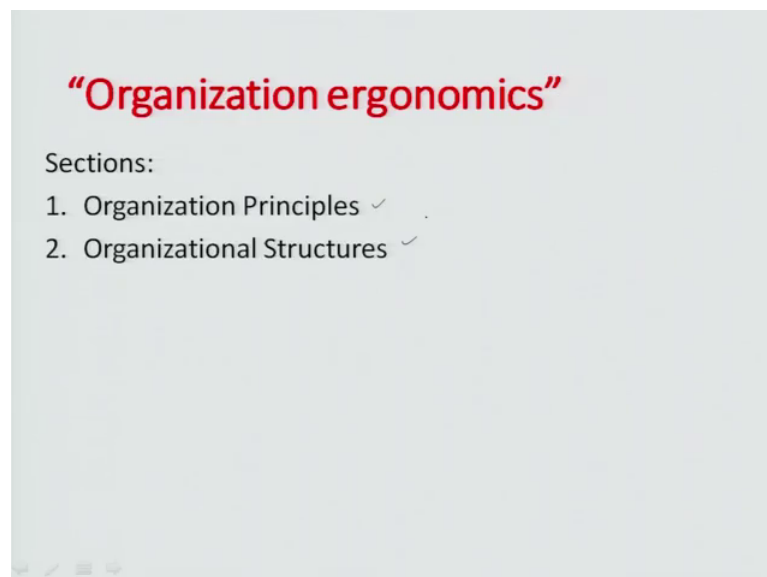 “Organization ergonomics”
Sections:
1. Organization Principles
2. Organizational Structures